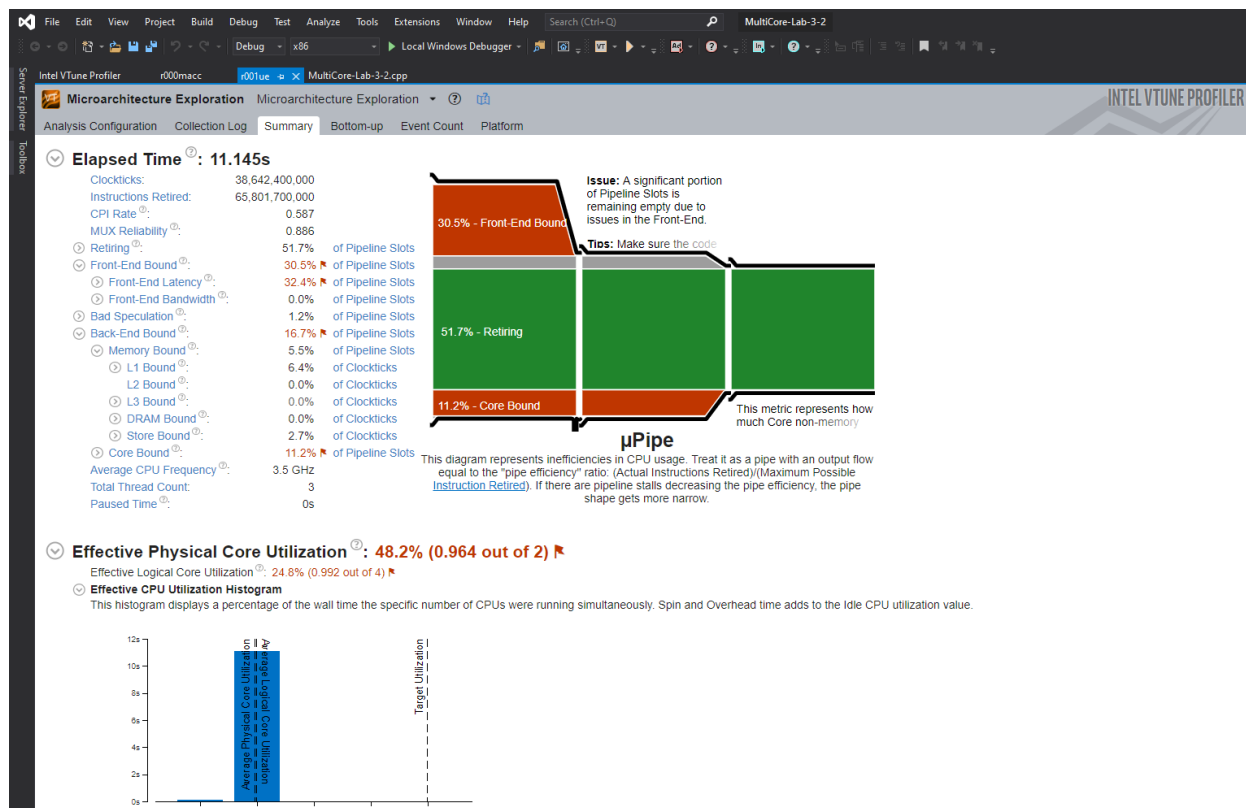 File Edit View Project Build Debug Test Analyze Tools Extensions Window Help Search (Ctrl+Q) MultiCore-Lab-3-2
Debug x86 Local Windows Debugger
Intel VTune Profiler r000macc r001ue MultiCore-Lab-3-2.cpp
Server Explorer
Toolbox
Microarchitecture Exploration Microarchitecture Exploration INTEL VTUNE PROFILER
Analysis Configuration Collection Log Summary Bottom-up Event Count Platform
Elapsed Time: 11.145s
Clockticks: 38,642,400,000
Instructions Retired: 65,801,700,000
CPI Rate: 0.587
MUX Reliability: 0.886
Retiring: 51.7% of Pipeline Slots
Front-End Bound: 30.5% of Pipeline Slots
Front-End Latency: 32.4% of Pipeline Slots
Front-End Bandwidth: 0.0% of Pipeline Slots
Bad Speculation: 1.2% of Pipeline Slots
Back-End Bound: 16.7% of Pipeline Slots
Memory Bound: 5.5% of Pipeline Slots
L1 Bound: 6.4% of Clockticks
L2 Bound: 0.0% of Clockticks
L3 Bound: 0.0% of Clockticks
DRAM Bound: 0.0% of Clockticks
Store Bound: 2.7% of Clockticks
Core Bound: 11.2% of Pipeline Slots
Average CPU Frequency: 3.5 GHz
Total Thread Count: 3
Paused Time: 0s
30.5% - Front-End Bound
51.7% - Retiring
11.2% - Core Bound
Issue: A significant portion
of Pipeline Slots is
remaining empty due to
issues in the Front-End.
Tips: Make sure the code
This metric represents how
much Core non-memory
µPipe
This diagram represents inefficiencies in CPU usage. Treat it as a pipe with an output flow
equal to the "pipe efficiency" ratio: (Actual Instructions Retired)/(Maximum Possible
Instruction Retired). If there are pipeline stalls decreasing the pipe efficiency, the pipe
shape gets more narrow.
Effective Physical Core Utilization: 48.2% (0.964 out of 2)
Effective Logical Core Utilization: 24.8% (0.992 out of 4)
Effective CPU Utilization Histogram
This histogram displays a percentage of the wall time the specific number of CPUs were running simultaneously. Spin and Overhead time adds to the Idle CPU utilization value.
12s
10s
8s
6s
4s
2s
0s
Average Physical Core Utilization
Average Logical Core Utilization
Target Utilization